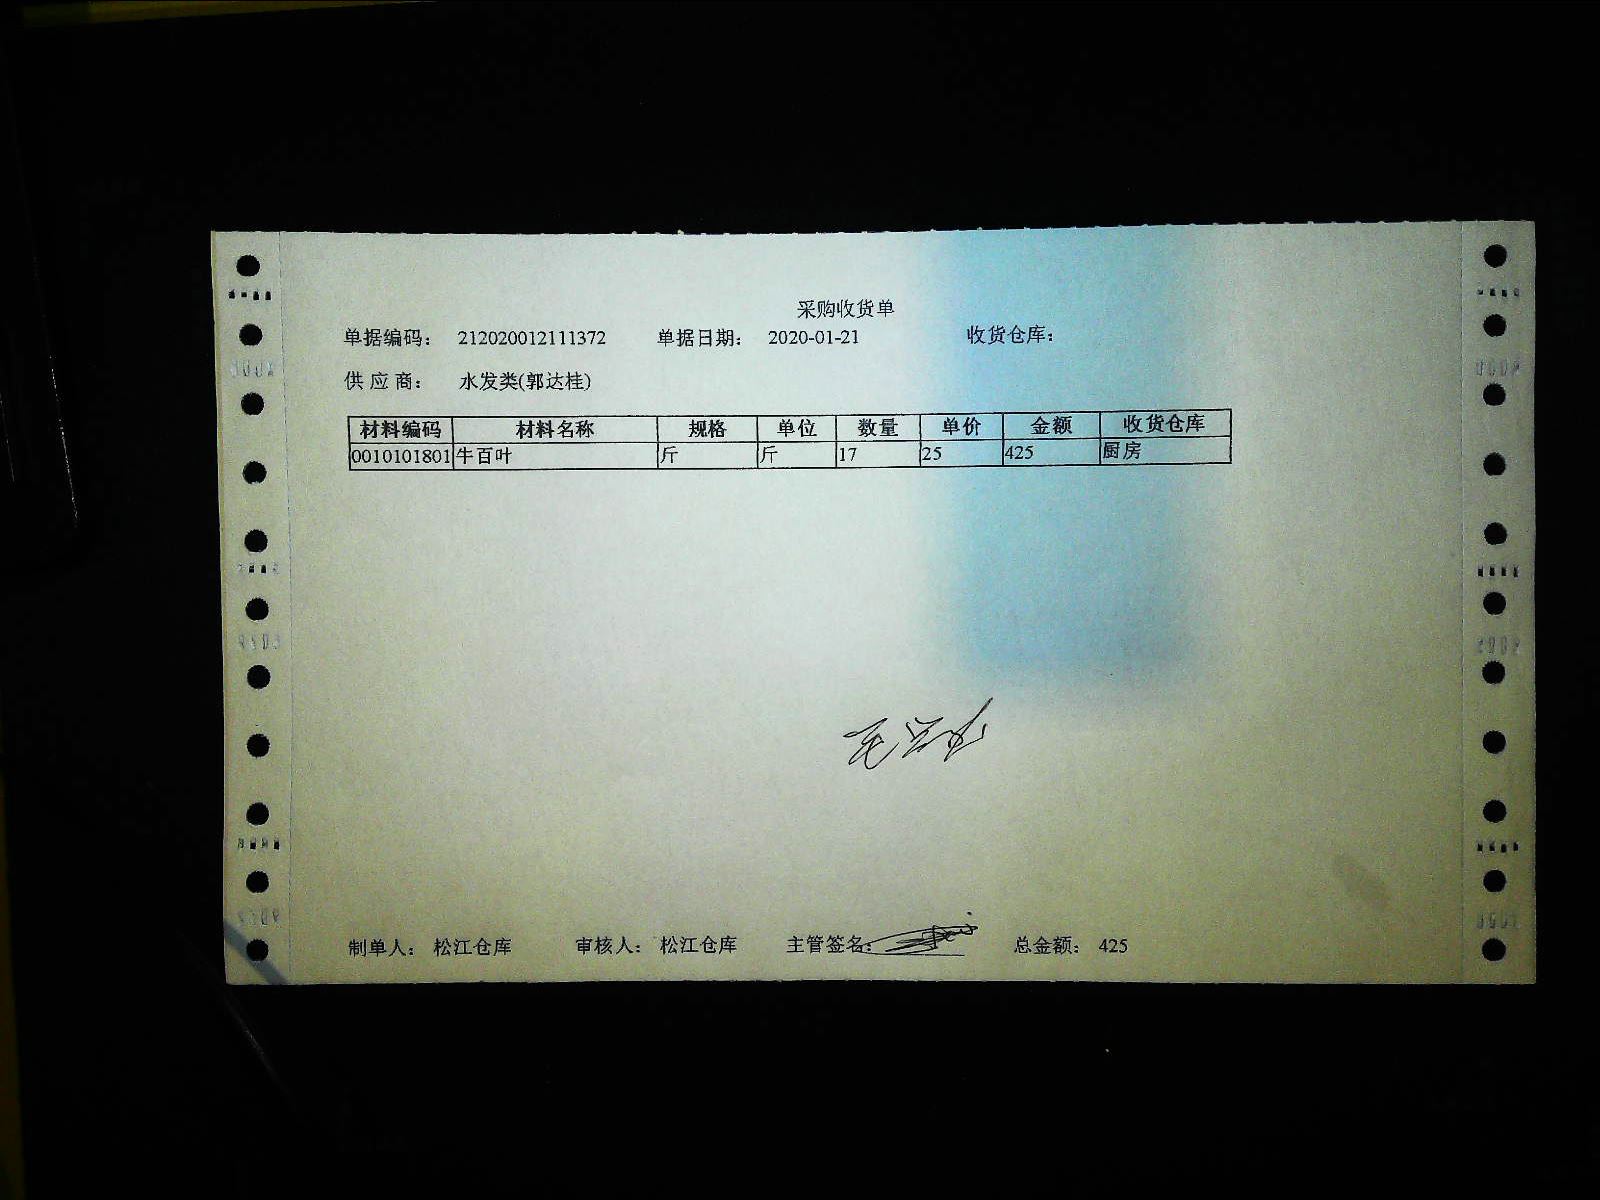 采购收货单
单据编码： 212020012111372 单据日期： 2020-01-21 收货仓库：
供 应 商： 水发类(郭达桂)
材料编码 材料名称 规格 单位 数量 单价 金额 收货仓库
0010101801 牛百叶 斤 斤 17 25 425 厨房
制单人： 松江仓库 审核人： 松江仓库 主管签名： 总金额： 425